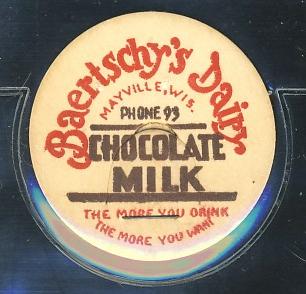 Baertschy's Dairy
MAYVILLE, WIS.
PHONE 93
CHOCOLATE
MILK
THE MORE YOU DRINK
THE MORE YOU WANT